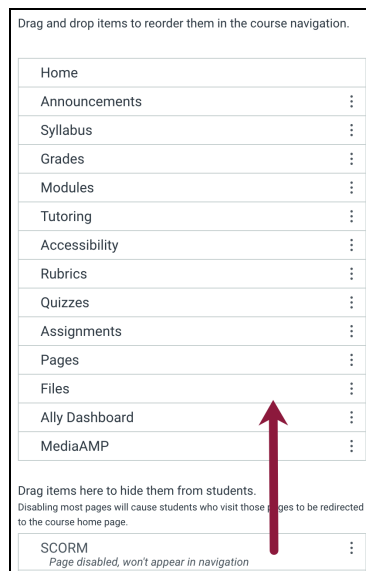 Drag and drop items to reorder them in the course navigation.
Home
Announcements
Syllabus
Grades
Modules
Tutoring
Accessibility
Rubrics
Quizzes
Assignments
Pages
Files
Ally Dashboard
MediaAMP
Drag items here to hide them from students.
Disabling most pages will cause students who visit those pages to be redirected
to the course home page.
SCORM
Page disabled, won't appear in navigation